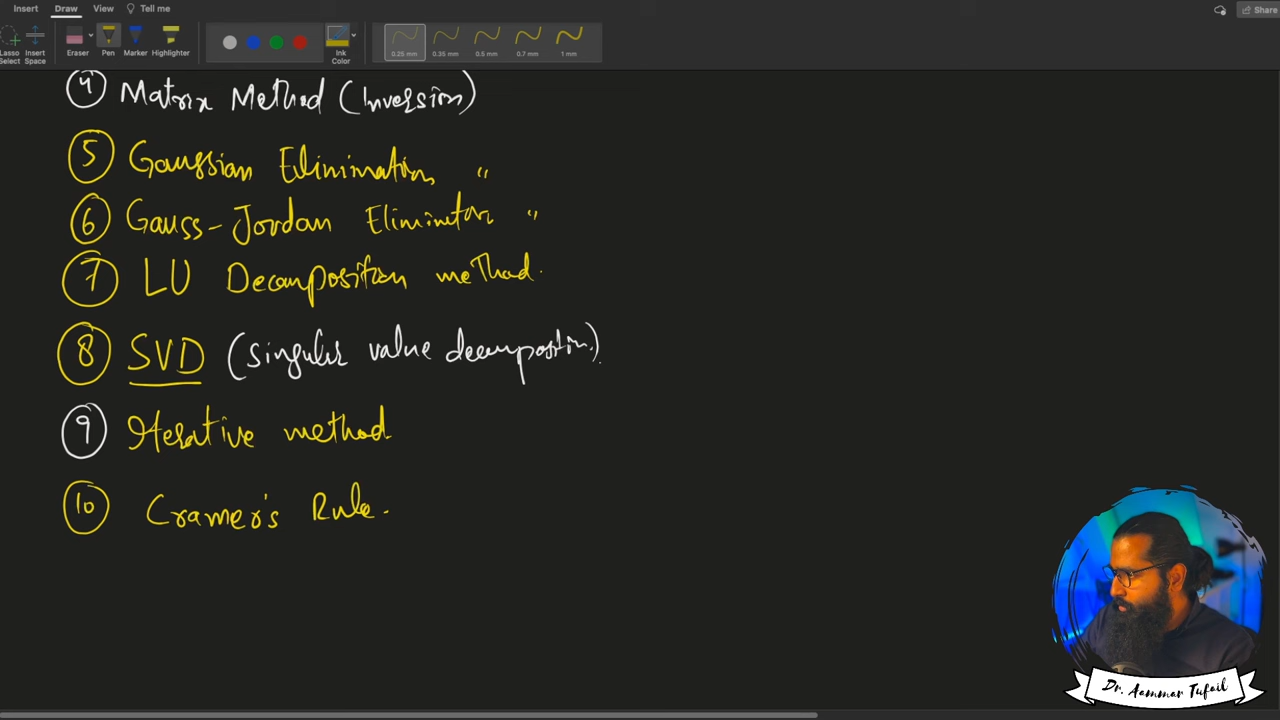 Insert Draw View Tell me
Share
Lasso Select
Insert Space
Eraser
Pen
Marker
Highlighter
Ink Color
0.25 mm 0.35 mm 0.5 mm 0.7 mm 1 mm
4 Matrix Method (Inversion)
5 Gaussian Elimination "
6 Gauss-Jordan Elimination "
7 LU Decomposition method.
8 SVD (Singular value decomposition).
9 Iterative method
10 Cramer's Rule.
Dr. Aammar Tufail